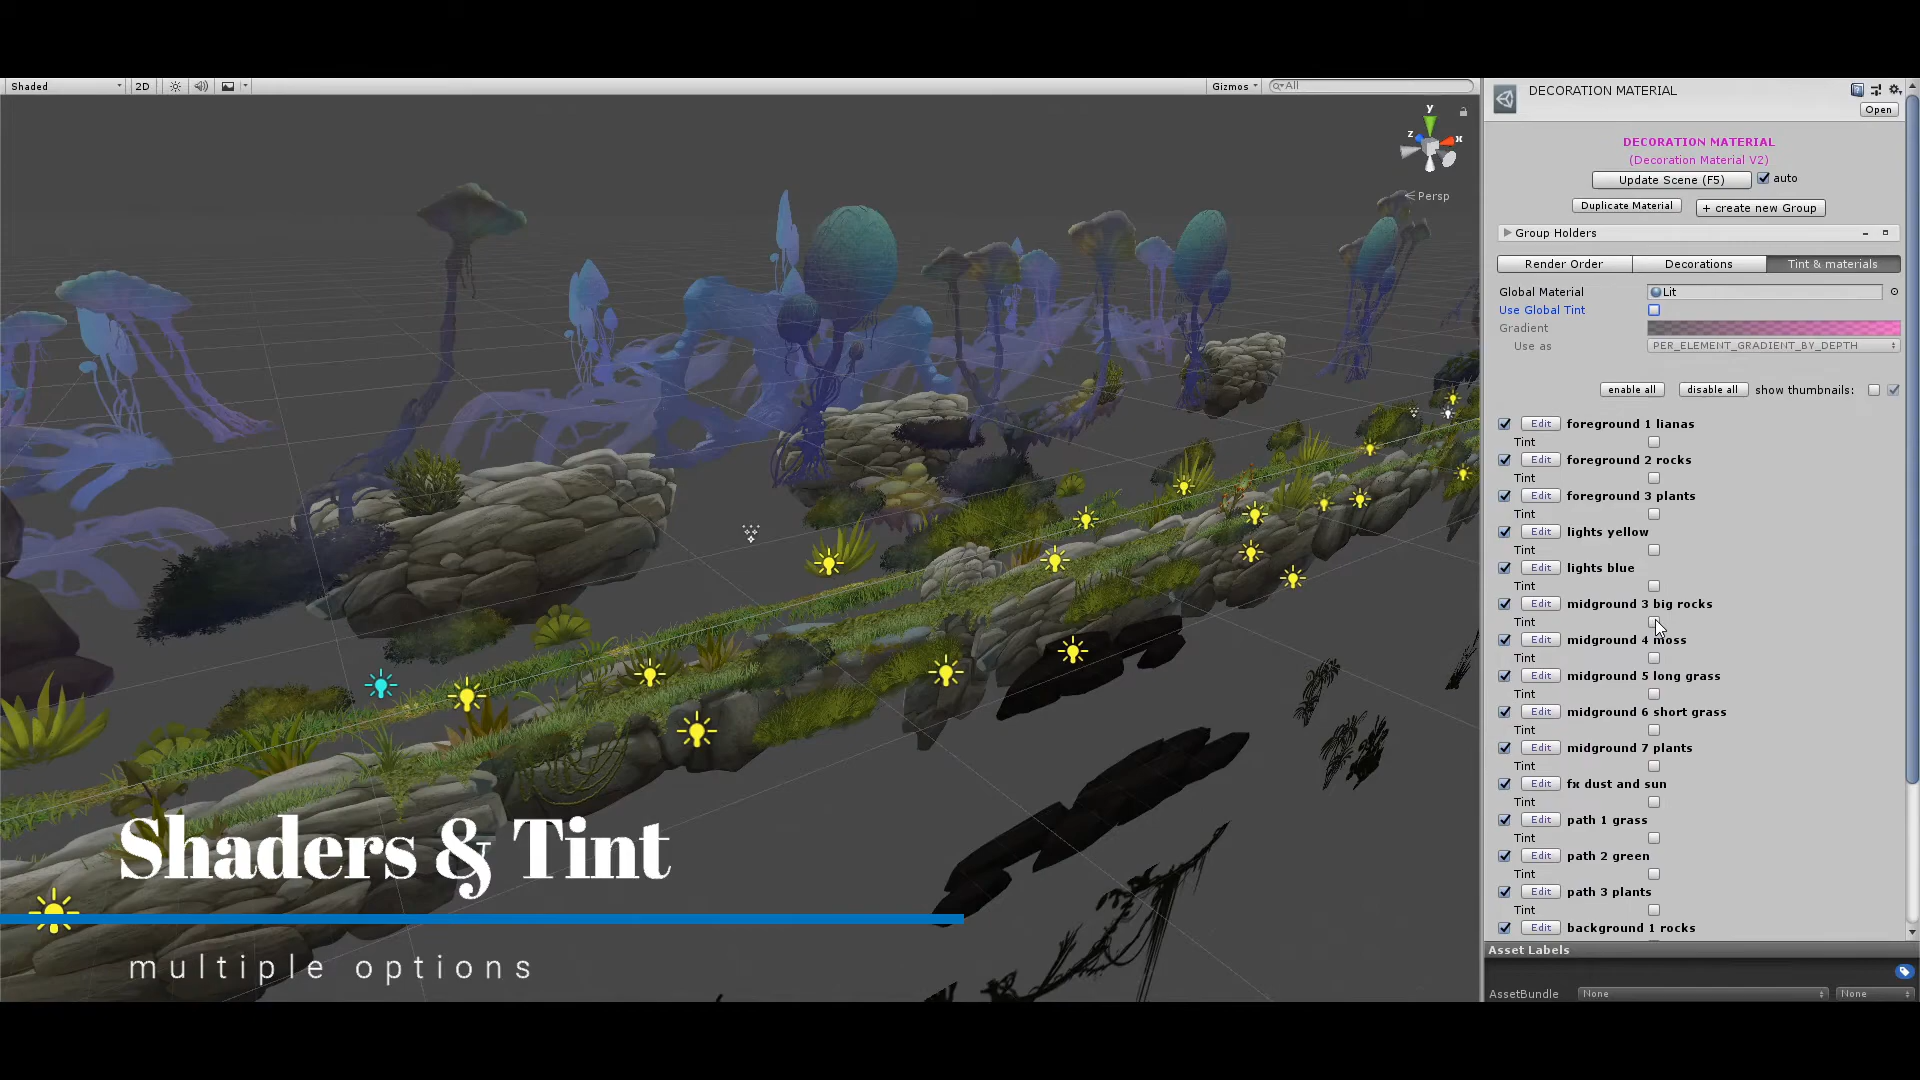 Shaded
2D
Gizmos
All
y
z
x
Persp
Shaders & Tint
multiple options
DECORATION MATERIAL
Open
DECORATION MATERIAL
(Decoration Material V2)
Update Scene (F5)
auto
Duplicate Material
+ create new Group
Group Holders
Render Order
Decorations
Tint & materials
Global Material
Lit
Use Global Tint
Gradient
Use as
PER_ELEMENT_GRADIENT_BY_DEPTH
enable all
disable all
show thumbnails:
Edit foreground 1 lianas
Tint
Edit foreground 2 rocks
Tint
Edit foreground 3 plants
Tint
Edit lights yellow
Tint
Edit lights blue
Tint
Edit midground 3 big rocks
Tint
Edit midground 4 moss
Tint
Edit midground 5 long grass
Tint
Edit midground 6 short grass
Tint
Edit midground 7 plants
Tint
Edit fx dust and sun
Tint
Edit path 1 grass
Tint
Edit path 2 green
Tint
Edit path 3 plants
Tint
Edit background 1 rocks
Asset Labels
AssetBundle
None
None